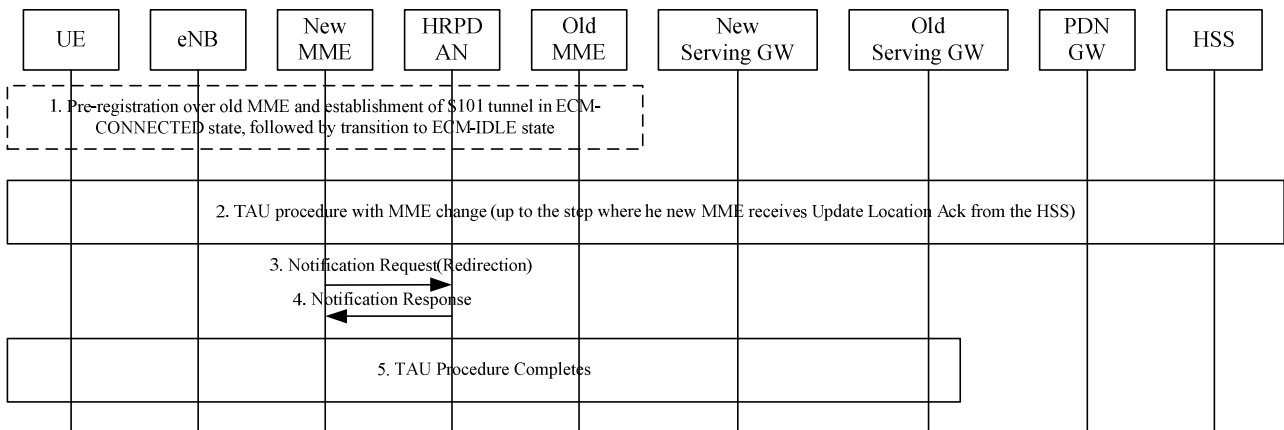 UE
eNB
New
MME
HRPD
AN
Old
MME
New
Serving GW
Old
Serving GW
PDN
GW
HSS
1. Pre-registration over old MME and establishment of S101 tunnel in ECM-
CONNECTED state, followed by transition to ECM-IDLE state
2. TAU procedure with MME change (up to the step where he new MME receives Update Location Ack from the HSS)
3. Notification Request(Redirection)
4. Notification Response
5. TAU Procedure Completes